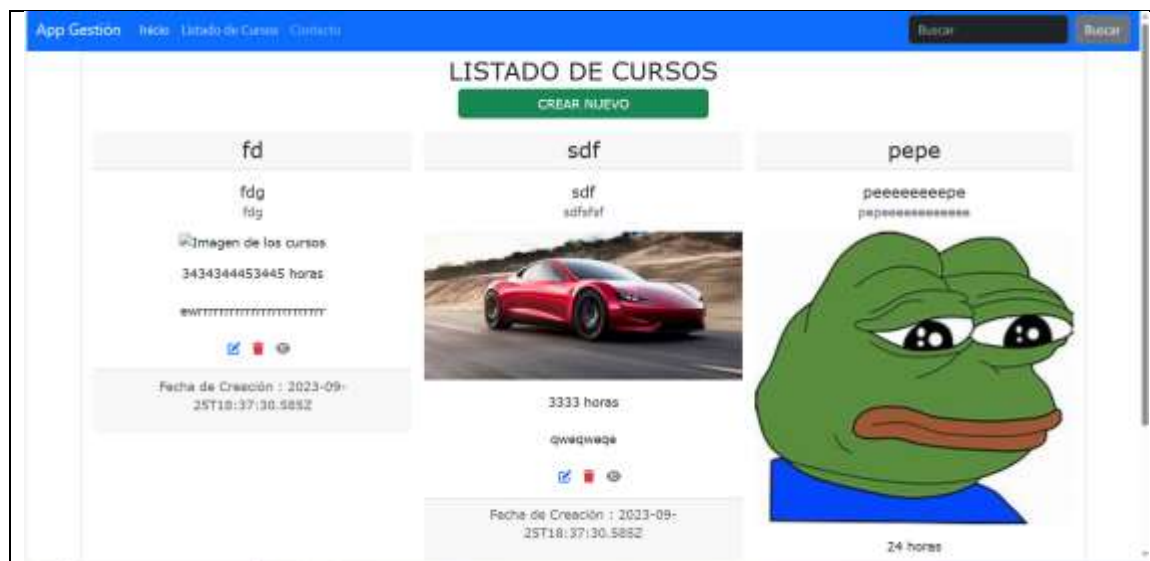 App Gestión Inicio Listado de Cursos Contacto Buscar Buscar
LISTADO DE CURSOS
CREAR NUEVO
fd
fdg
fdg
Imagen de los cursos
3434344453445 horas
Fecha de Creación : 2023-09-
25T18:37:30.585Z
sdf
sdf
sdfsfsf
3333 horas
qweqweqe
Fecha de Creación : 2023-09-
25T18:37:30.585Z
pepe
peeeeeeeepe
24 horas